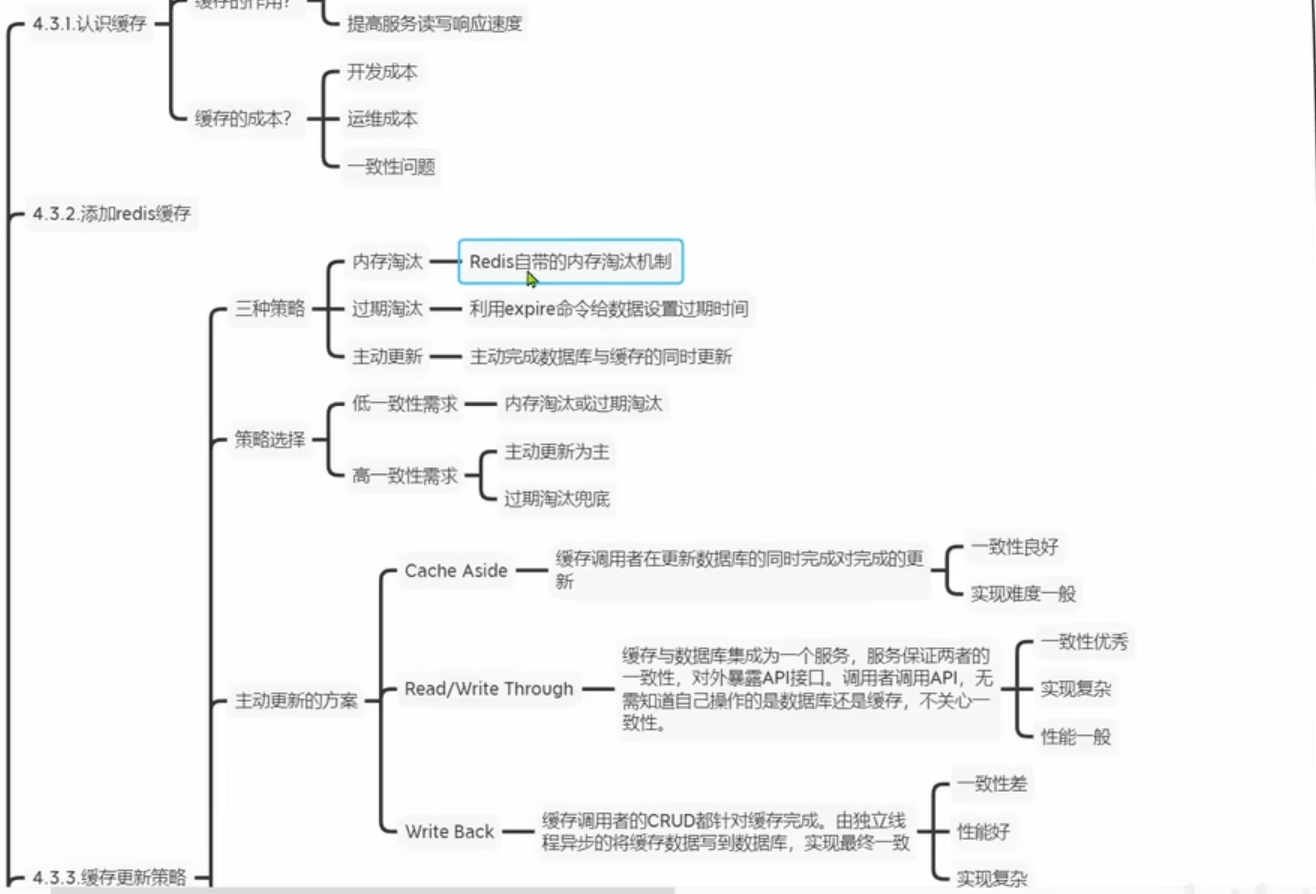 缓存的作用？
4.3.1.认识缓存
提高服务读写响应速度
开发成本
缓存的成本？
运维成本
一致性问题
4.3.2.添加redis缓存
内存淘汰
Redis自带的内存淘汰机制
三种策略
过期淘汰
利用expire命令给数据设置过期时间
主动更新
主动完成数据库与缓存的同时更新
低一致性需求
内存淘汰或过期淘汰
策略选择
高一致性需求
主动更新为主
过期淘汰兜底
Cache Aside
缓存调用者在更新数据库的同时完成对完成的更
新
一致性良好
实现难度一般
主动更新的方案
Read/Write Through
缓存与数据库集成为一个服务，服务保证两者的
一致性，对外暴露API接口。调用者调用API，无
需知道自己操作的是数据库还是缓存，不关心一
致性。
一致性优秀
实现复杂
性能一般
Write Back
缓存调用者的CRUD都针对缓存完成。由独立线
程异步的将缓存数据写到数据库，实现最终一致
一致性差
性能好
实现复杂
4.3.3.缓存更新策略